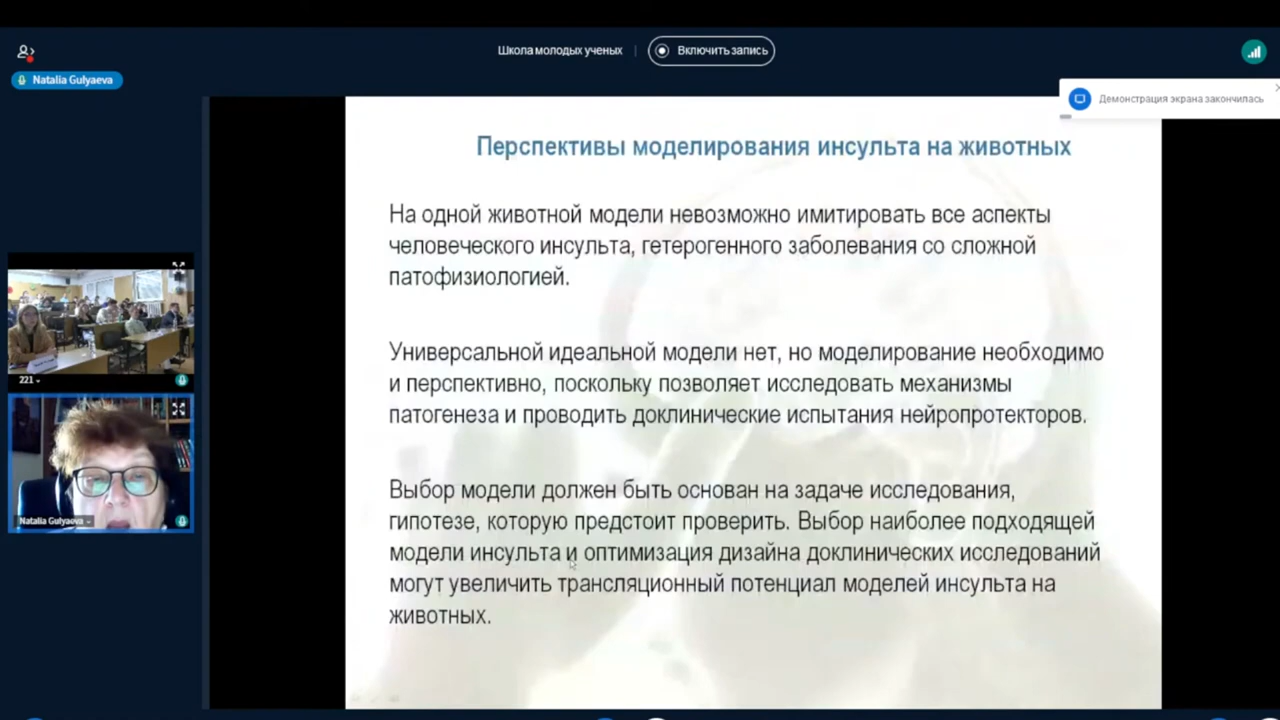 Школа молодых ученых
Включить запись
Natalia Gulyaeva
Демонстрация экрана закончилась
Перспективы моделирования инсульта на животных
На одной животной модели невозможно имитировать все аспекты
человеческого инсульта, гетерогенного заболевания со сложной
патофизиологией.
Универсальной идеальной модели нет, но моделирование необходимо
и перспективно, поскольку позволяет исследовать механизмы
патогенеза и проводить доклинические испытания нейропротекторов.
Выбор модели должен быть основан на задаче исследования,
гипотезе, которую предстоит проверить. Выбор наиболее подходящей
модели инсульта и оптимизация дизайна доклинических исследований
могут увеличить трансляционный потенциал моделей инсульта на
животных.
221
Natalia Gulyaeva